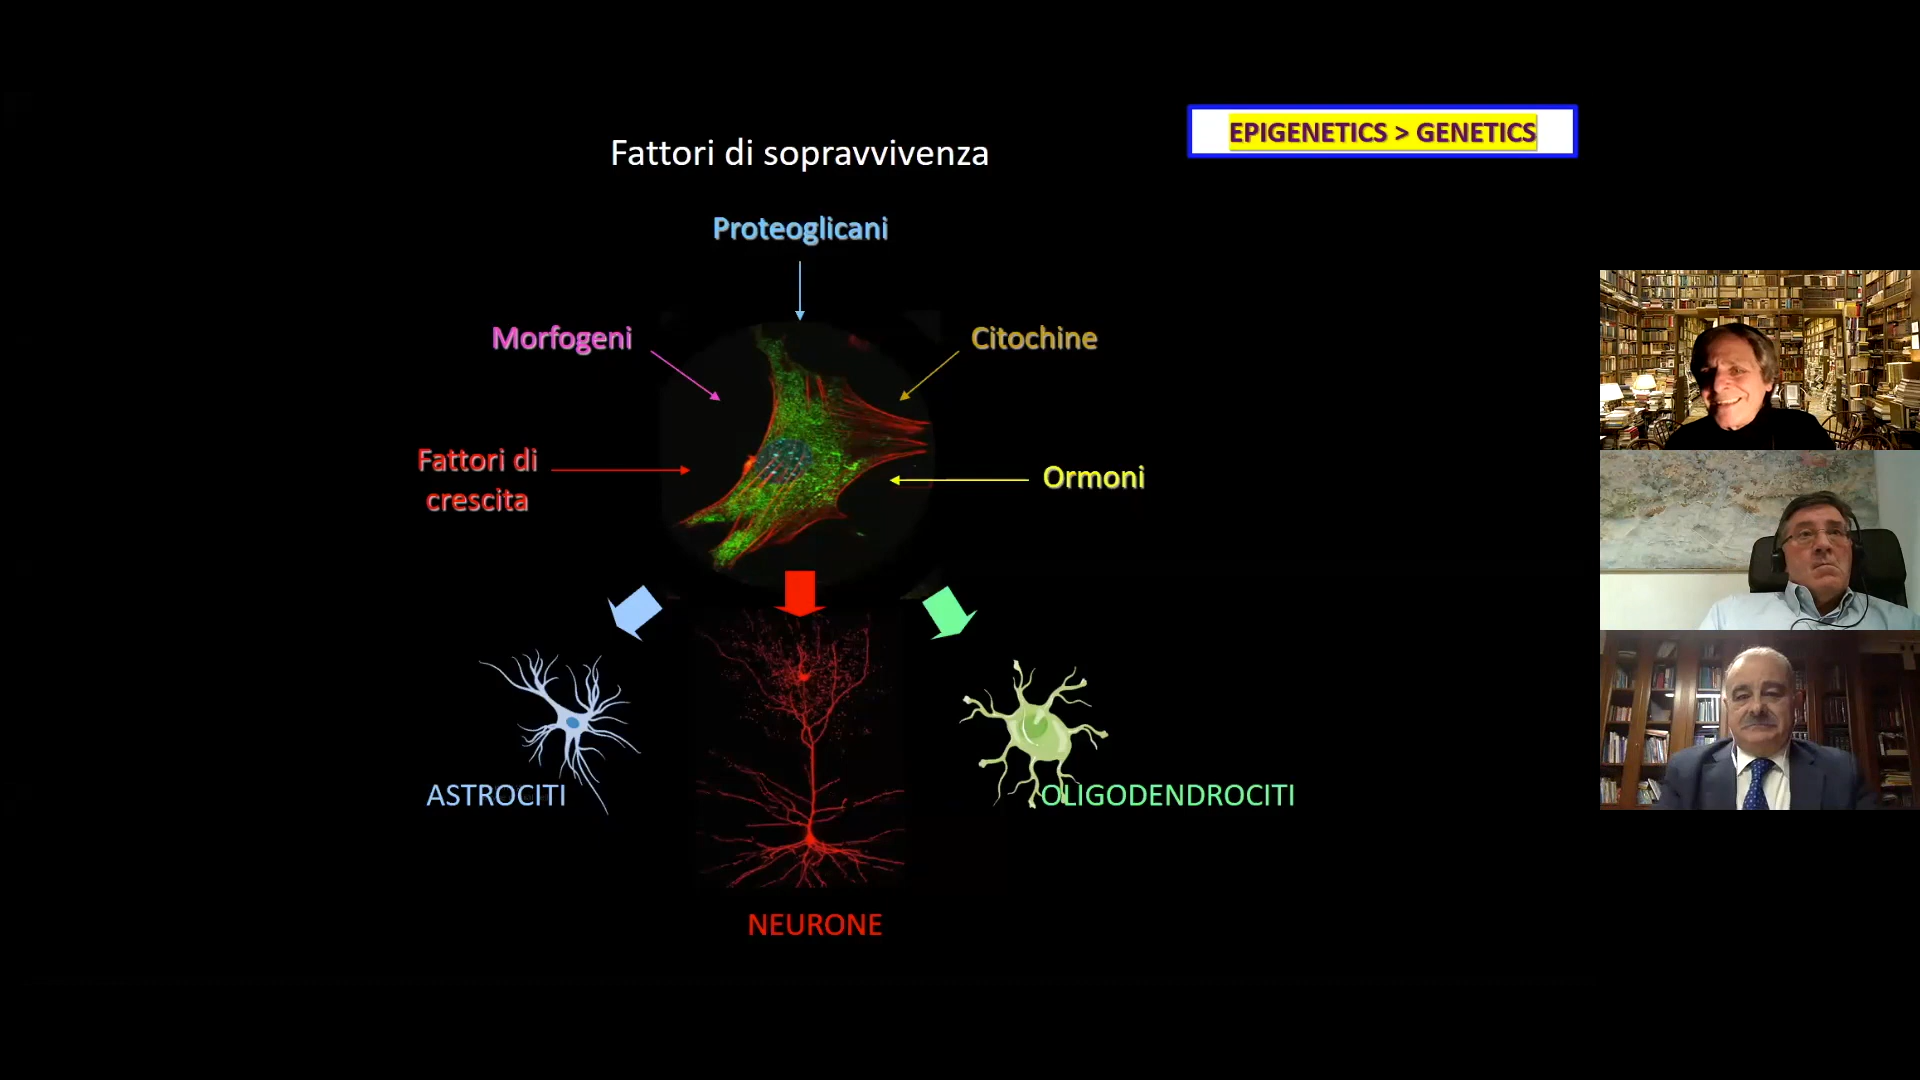 EPIGENETICS > GENETICS
Fattori di sopravvivenza
Proteoglicani
Morfogeni
Citochine
Fattori di
crescita
Ormoni
ASTROCITI
OLIGODENDROCITI
NEURONE